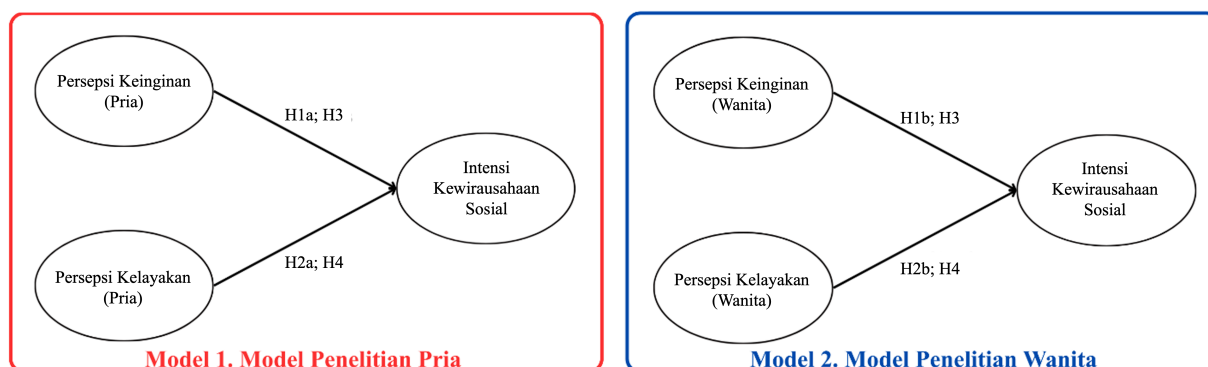 Persepsi Keinginan
(Pria)
H1a; H3
Intensi
Kewirausahaan
Sosial
H2a; H4
Persepsi Kelayakan
(Pria)
Model 1. Model Penelitian Pria
Persepsi Keinginan
(Wanita)
H1b; H3
Intensi
Kewirausahaan
Sosial
H2b; H4
Persepsi Kelayakan
(Wanita)
Model 2. Model Penelitian Wanita